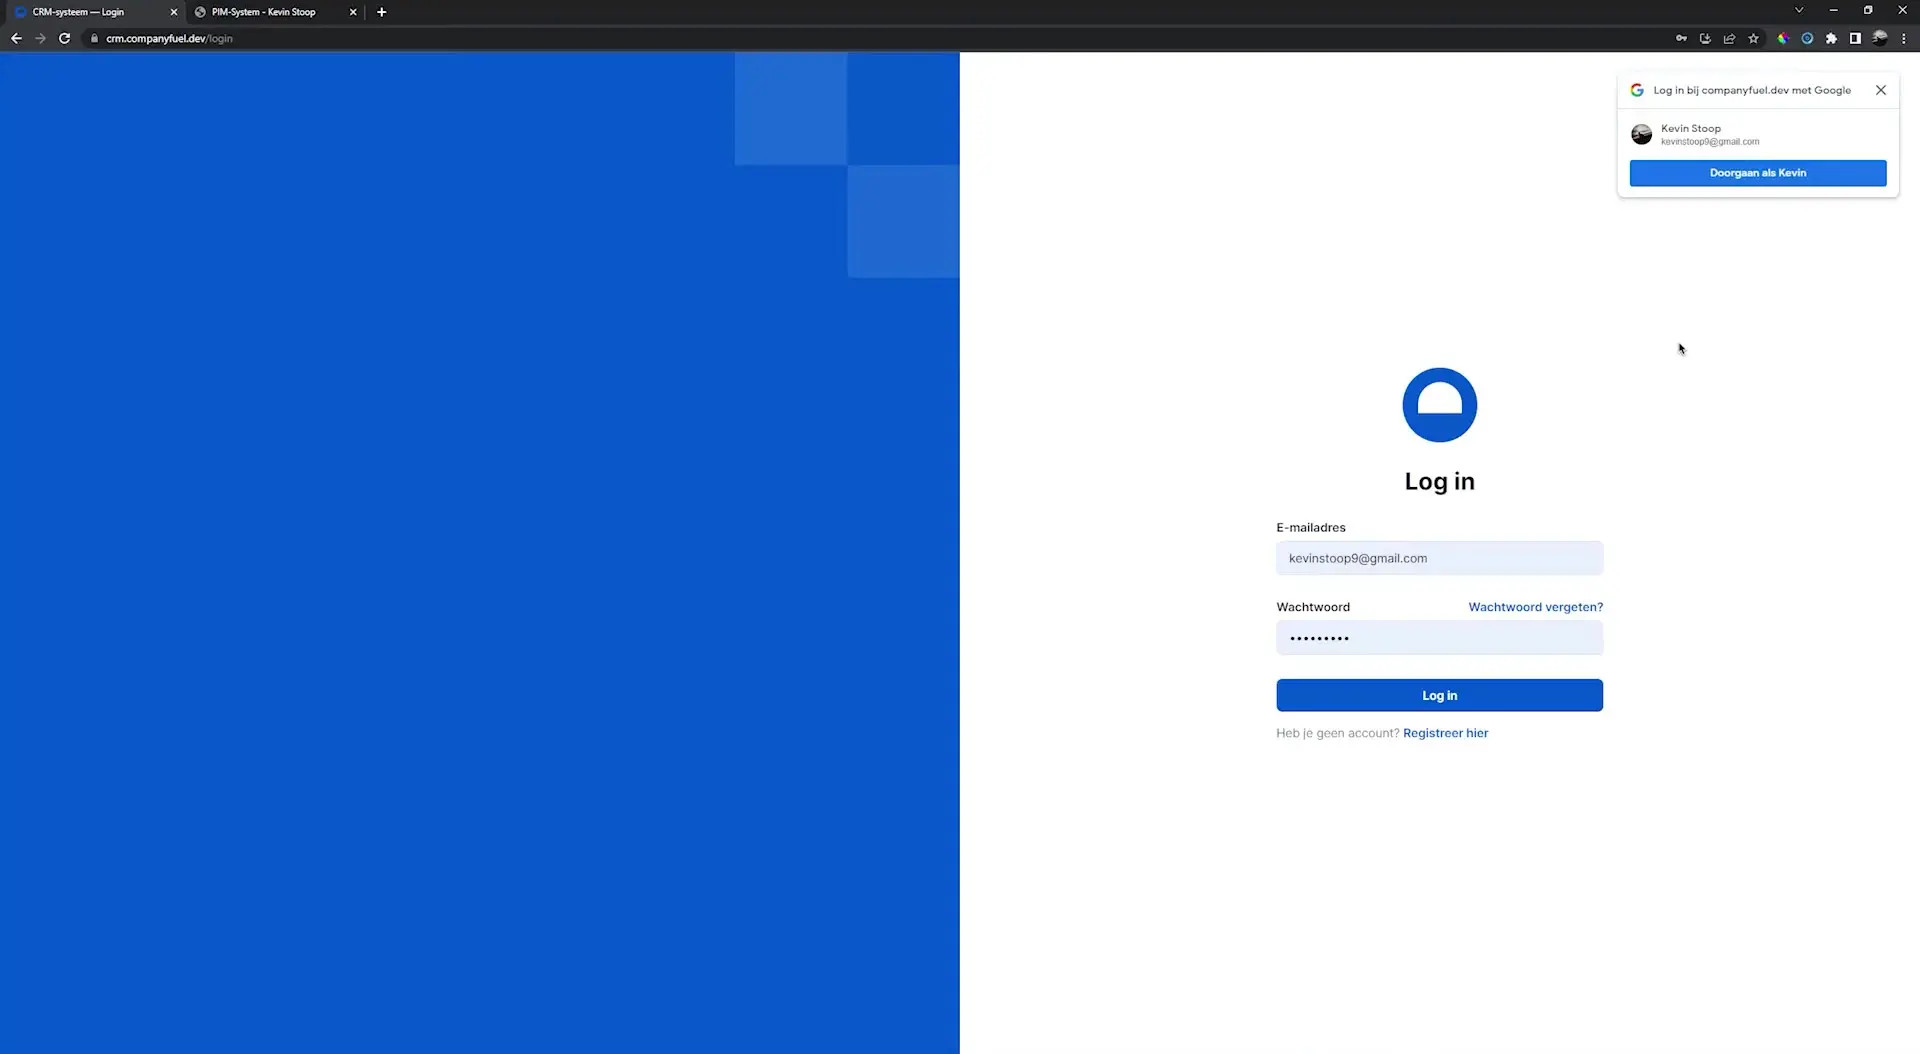 CRM-systeem — Login
PIM-System - Kevin Stoop
crm.companyfuel.dev/login
Log in bij companyfuel.dev met Google
Kevin Stoop
kevinstoop9@gmail.com
Doorgaan als Kevin
Log in
E-mailadres
kevinstoop9@gmail.com
Wachtwoord Wachtwoord vergeten?
•••••••••
Log in
Heb je geen account? Registreer hier